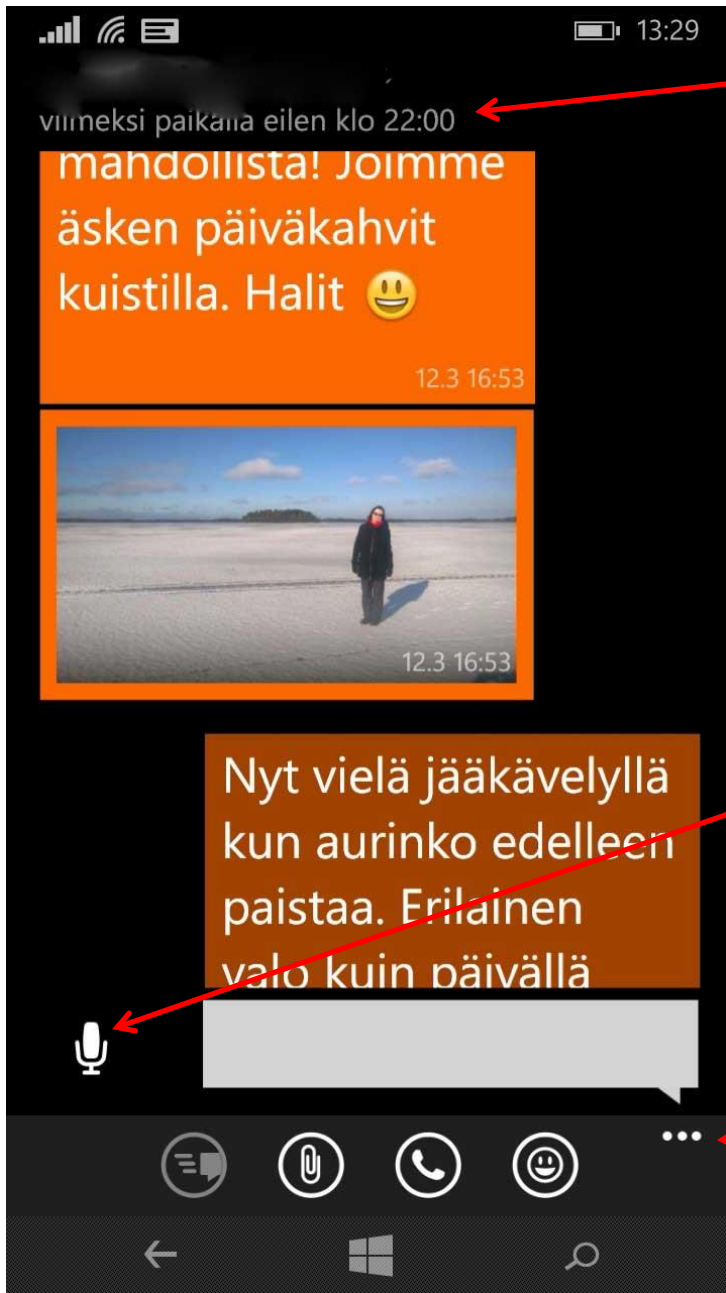 13:29
viimeksi paikalla eilen klo 22:00
mahdollista! Joimme
äsken päiväkahvit
kuistilla. Halit 😃
12.3 16:53
12.3 16:53
Nyt vielä jääkävelyllä
kun aurinko edelleen
paistaa. Erilainen
valo kuin päivällä